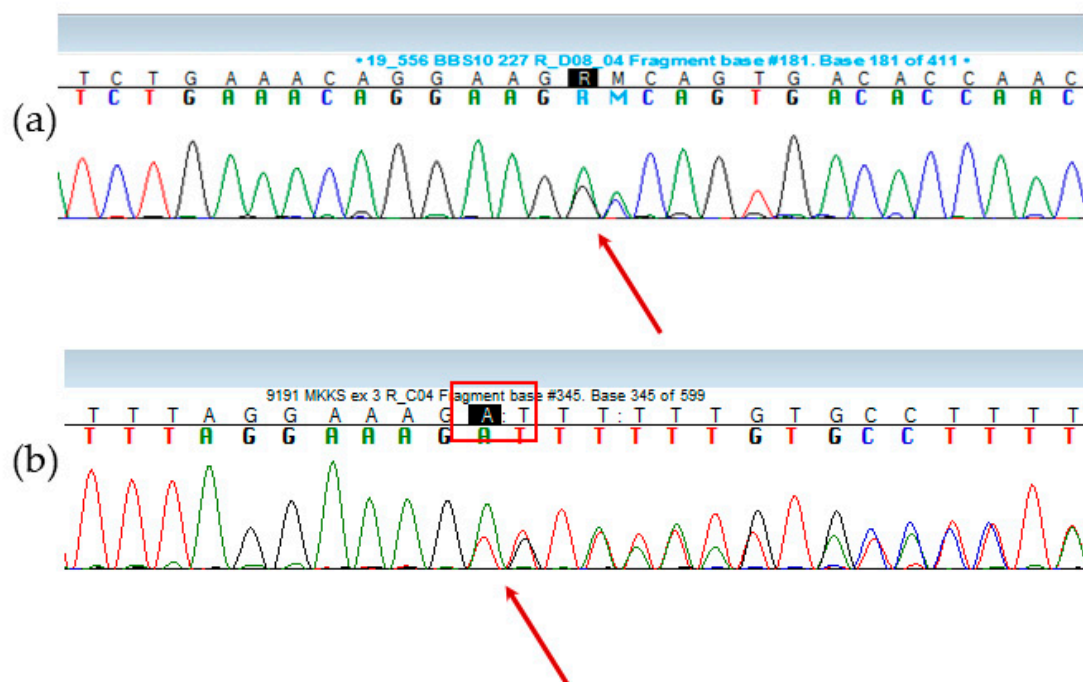 •19_556 BBS10 227 R_D08_04 Fragment base #181. Base 181 of 411•
T C T G A A A C A G G A A G R M C A G T G A C A C C A A C
T C T G A A A C A G G A A G R M C A G T G A C A C C A A C
(a)
9191 MKKS ex 3 R_C04 Fragment base #345. Base 345 of 599
T T T A G G A A A G A : T T T : T T T G T G C C T T T T
T T T A G G A A A G A T T T T T T G T G C C T T T T
(b)